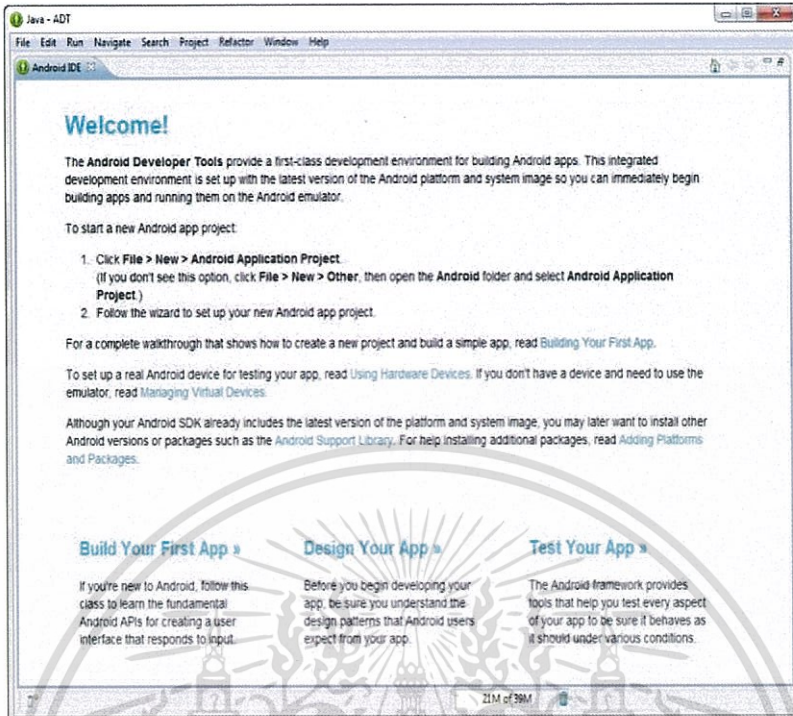 Java - ADT
File Edit Run Navigate Search Project Refactor Window Help
Android IDE
Welcome!
The Android Developer Tools provide a first-class development environment for building Android apps. This integrated
development environment is set up with the latest version of the Android platform and system image so you can immediately begin
building apps and running them on the Android emulator.
To start a new Android app project:
1. Click File > New > Android Application Project.
(If you don't see this option, click File > New > Other, then open the Android folder and select Android Application
Project.)
2. Follow the wizard to set up your new Android app project.
For a complete walkthrough that shows how to create a new project and build a simple app, read Building Your First App.
To set up a real Android device for testing your app, read Using Hardware Devices. If you don't have a device and need to use the
emulator, read Managing Virtual Devices.
Although your Android SDK already includes the latest version of the platform and system image, you may later want to install other
Android versions or packages such as the Android Support Library. For help installing additional packages, read Adding Platforms
and Packages.
Build Your First App »
If you're new to Android, follow this
class to learn the fundamental
Android APIs for creating a user
interface that responds to input.
Design Your App »
Before you begin developing your
app, be sure you understand the
design patterns that Android users
expect from your app.
Test Your App »
The Android framework provides
tools that help you test every aspect
of your app to be sure it behaves as
it should under various conditions.
21M of 39M